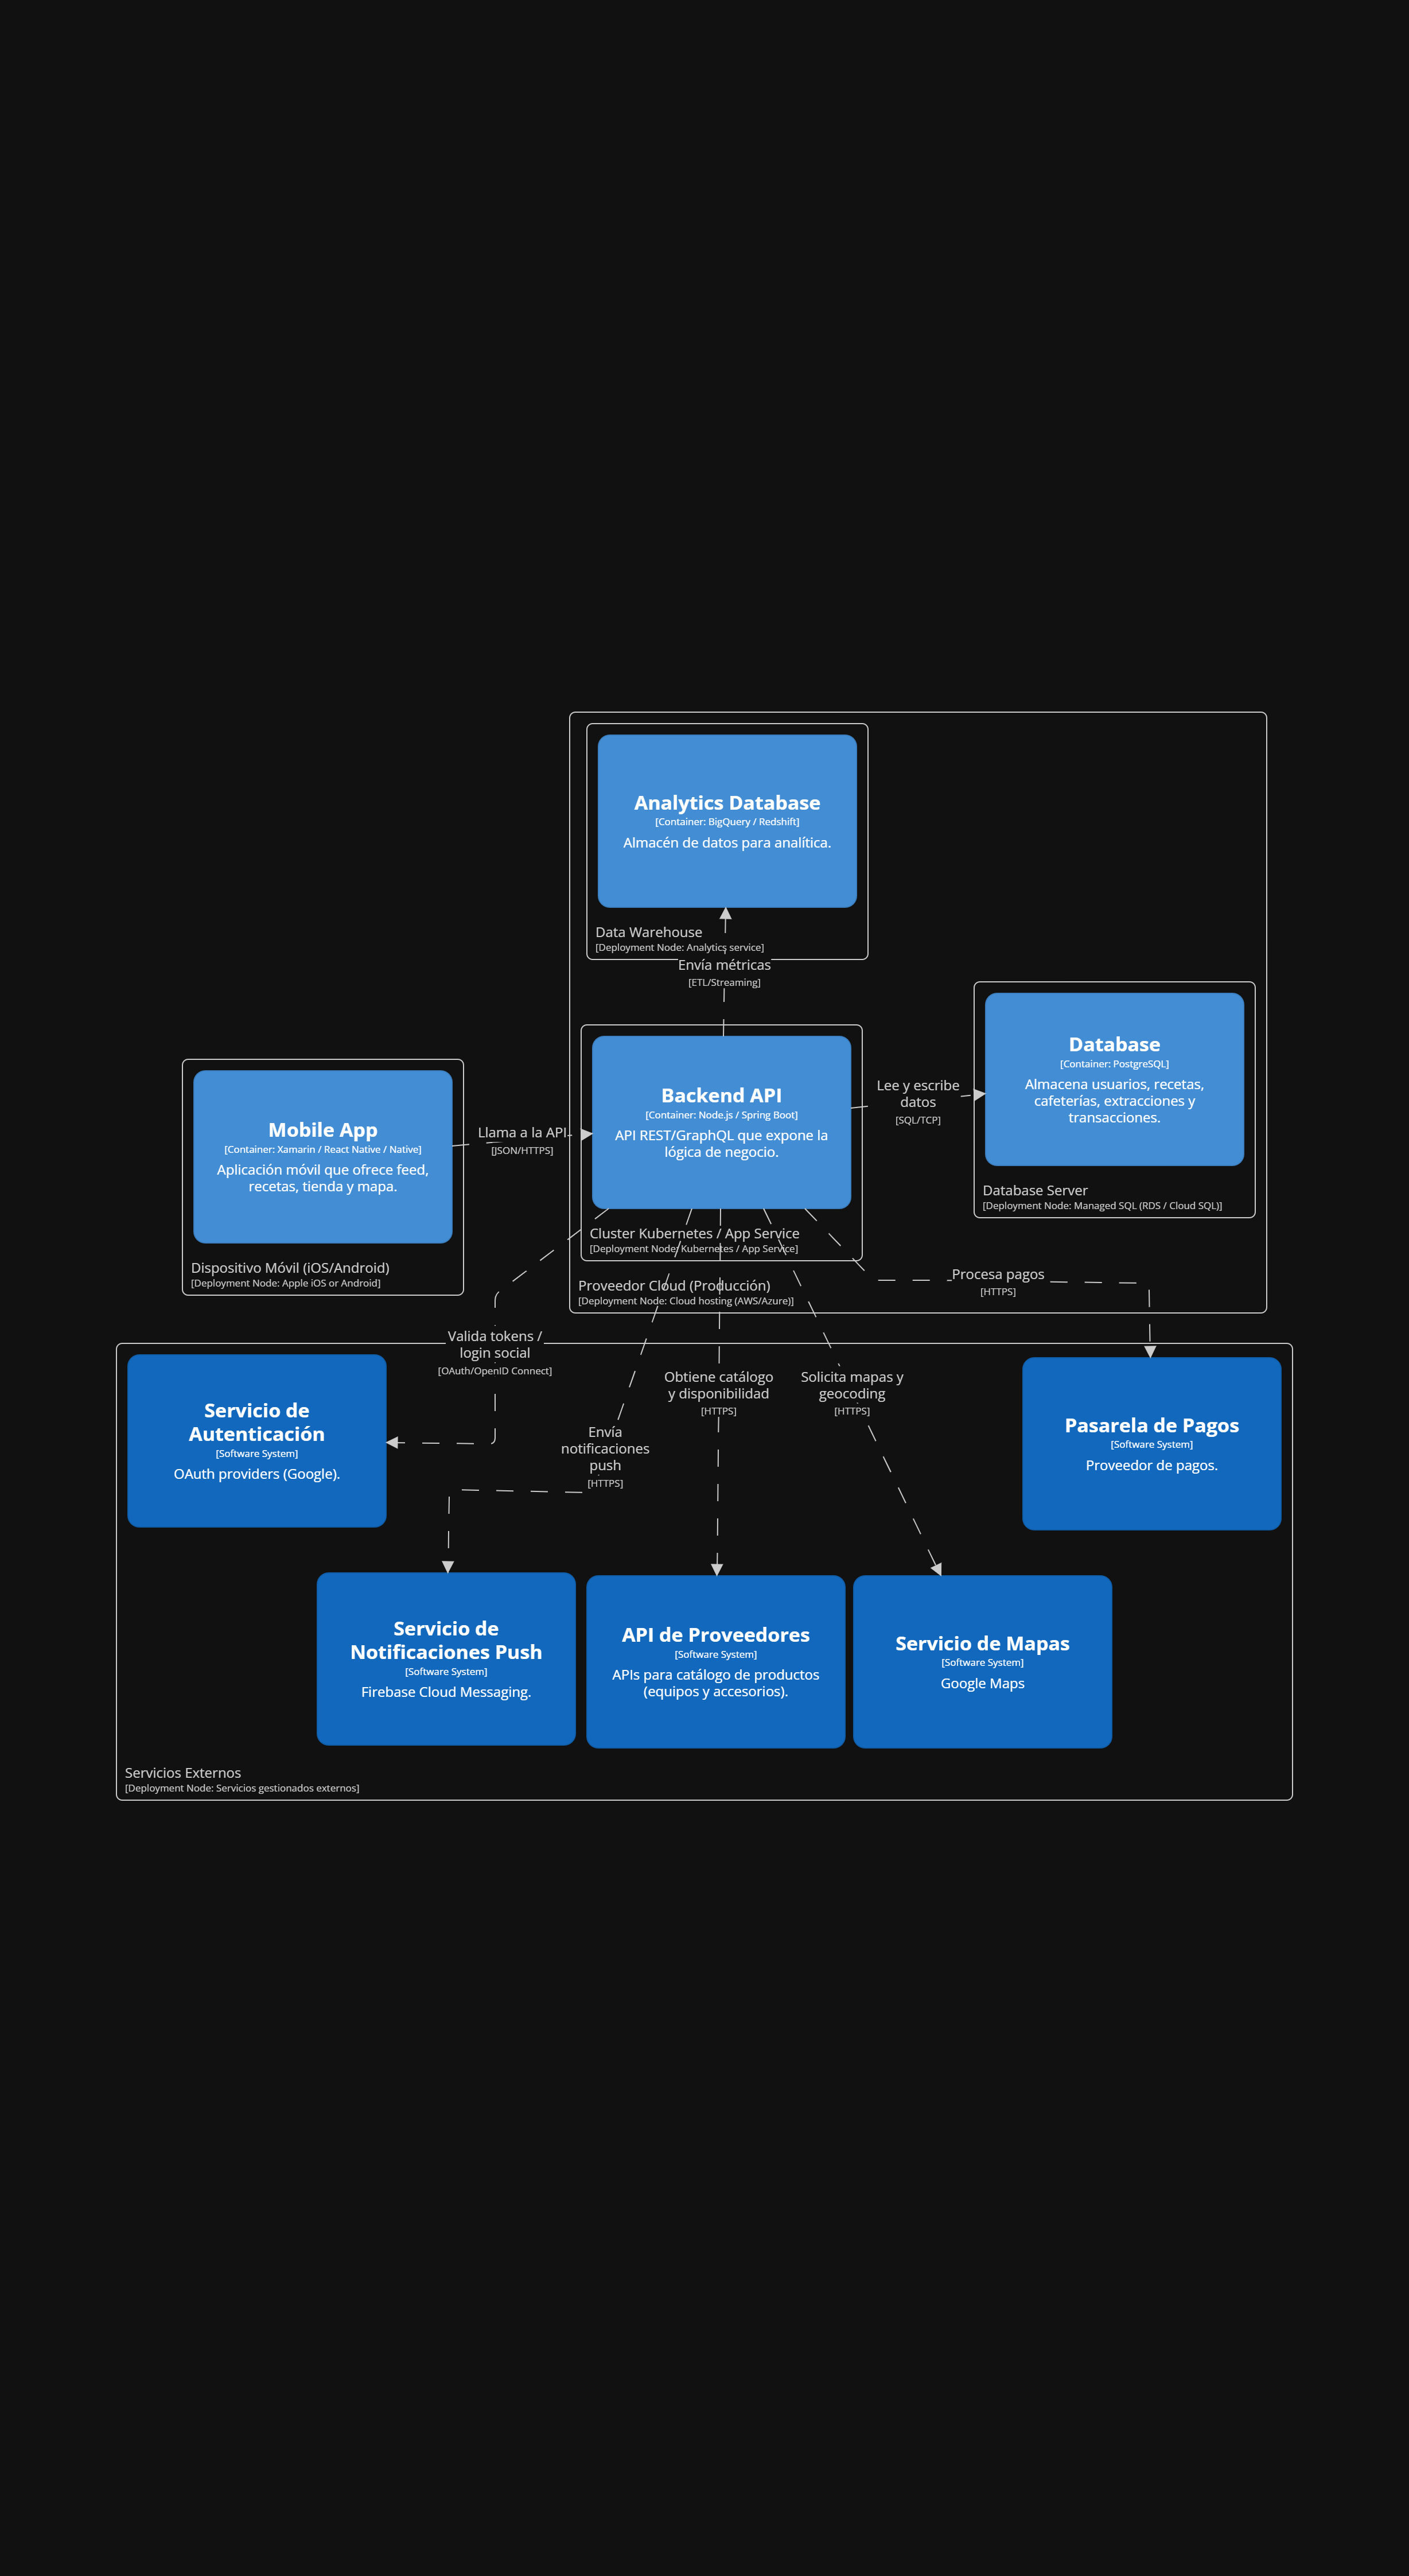 Analytics Database
[Container: BigQuery / Redshift]
Almacén de datos para analítica.
Data Warehouse
[Deployment Node: Analytics service]
Envía métricas
[ETL/Streaming]
Database
[Container: PostgreSQL]
Almacena usuarios, recetas,
cafeterías, extracciones y
transacciones.
Database Server
[Deployment Node: Managed SQL (RDS / Cloud SQL)]
Backend API
[Container: Node.js / Spring Boot]
API REST/GraphQL que expone la
lógica de negocio.
Lee y escribe
datos
[SQL/TCP]
Mobile App
[Container: Xamarin / React Native / Native]
Aplicación móvil que ofrece feed,
recetas, tienda y mapa.
Llama a la API
[JSON/HTTPS]
Dispositivo Móvil (iOS/Android)
[Deployment Node: Apple iOS or Android]
Cluster Kubernetes / App Service
[Deployment Node: Kubernetes / App Service]
Proveedor Cloud (Producción)
[Deployment Node: Cloud hosting (AWS/Azure)]
Procesa pagos
[HTTPS]
Valida tokens /
login social
[OAuth/OpenID Connect]
Obtiene catálogo
y disponibilidad
[HTTPS]
Solicita mapas y
geocoding
[HTTPS]
Envía
notificaciones
push
[HTTPS]
Servicio de
Autenticación
[Software System]
OAuth providers (Google).
Pasarela de Pagos
[Software System]
Proveedor de pagos.
Servicio de
Notificaciones Push
[Software System]
Firebase Cloud Messaging.
API de Proveedores
[Software System]
APIs para catálogo de productos
(equipos y accesorios).
Servicio de Mapas
[Software System]
Google Maps
Servicios Externos
[Deployment Node: Servicios gestionados externos]